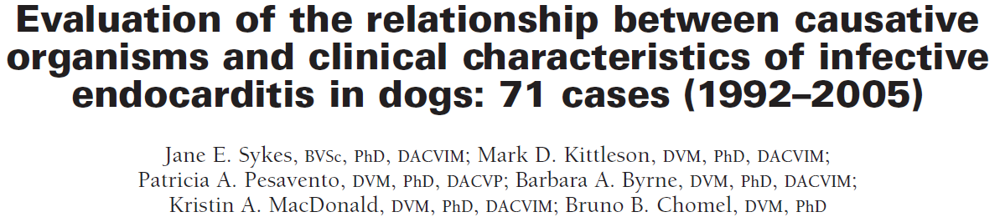 Evaluation of the relationship between causative
organisms and clinical characteristics of infective
endocarditis in dogs: 71 cases (1992–2005)
Jane E. Sykes, BVSc, PhD, DACVIM; Mark D. Kittleson, DVM, PhD, DACVIM;
Patricia A. Pesavento, DVM, PhD, DACVP; Barbara A. Byrne, DVM, PhD, DACVIM;
Kristin A. MacDonald, DVM, PhD, DACVIM; Bruno B. Chomel, DVM, PhD